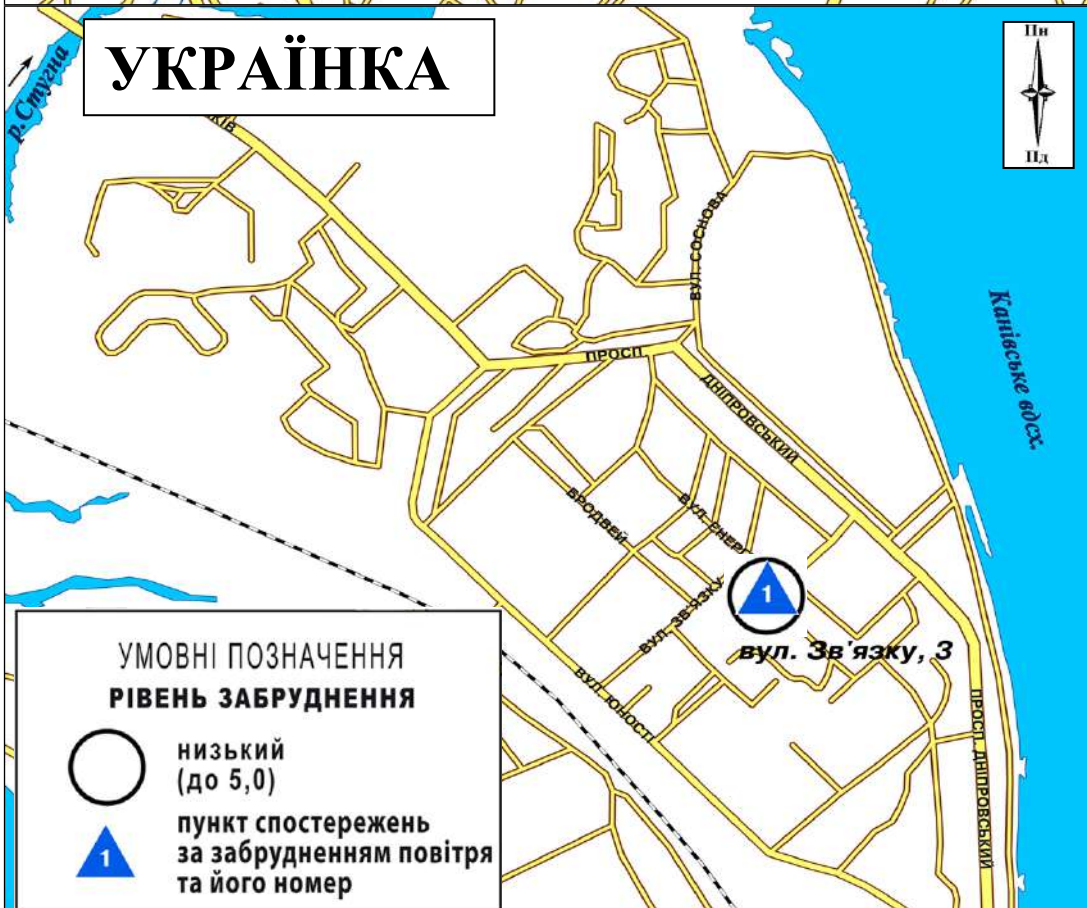 УКРАЇНКА
р.Стугна
Пн
Пд
ВУЛ. СОСНОВА
Канівське вдсх.
ПРОСП
ДНІПРОВСЬКИЙ
БРОДВЕЙ
ВУЛ. ЕНЕРГ
ВУЛ. ЗВ'ЯЗКУ
1
вул. Зв'язку, 3
ВУЛ. ЮНОСТІ
ПРОСП. ДНІПРОВСЬКИЙ
УМОВНІ ПОЗНАЧЕННЯ
РІВЕНЬ ЗАБРУДНЕННЯ
низький
(до 5,0)
1
пункт спостережень
за забрудненням повітря
та його номер